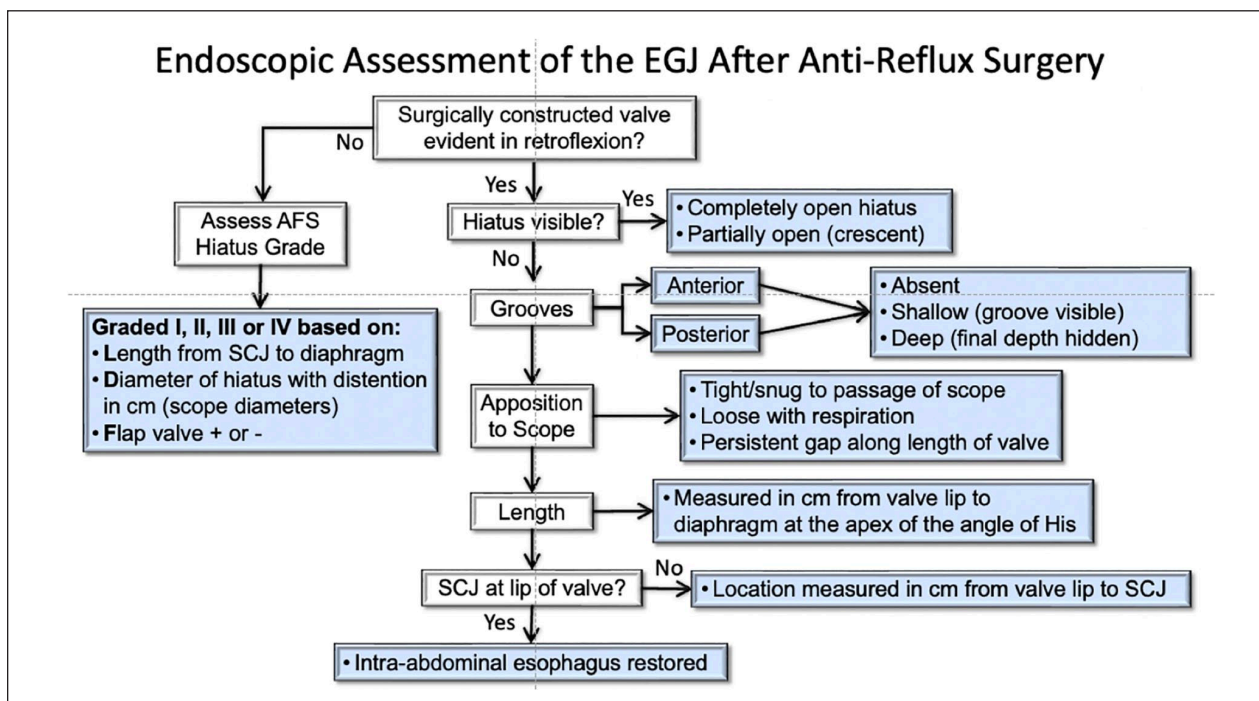 Endoscopic Assessment of the EGJ After Anti-Reflux Surgery
Surgically constructed valve
evident in retroflexion?
No
Yes
Assess AFS
Hiatus Grade
Hiatus visible?
Yes
• Completely open hiatus
• Partially open (crescent)
No
Graded I, II, III or IV based on:
• Length from SCJ to diaphragm
• Diameter of hiatus with distention
in cm (scope diameters)
• Flap valve + or -
Grooves
Anterior
Posterior
• Absent
• Shallow (groove visible)
• Deep (final depth hidden)
Apposition
to Scope
• Tight/snug to passage of scope
• Loose with respiration
• Persistent gap along length of valve
Length
• Measured in cm from valve lip to
diaphragm at the apex of the angle of His
SCJ at lip of valve?
No
• Location measured in cm from valve lip to SCJ
Yes
• Intra-abdominal esophagus restored